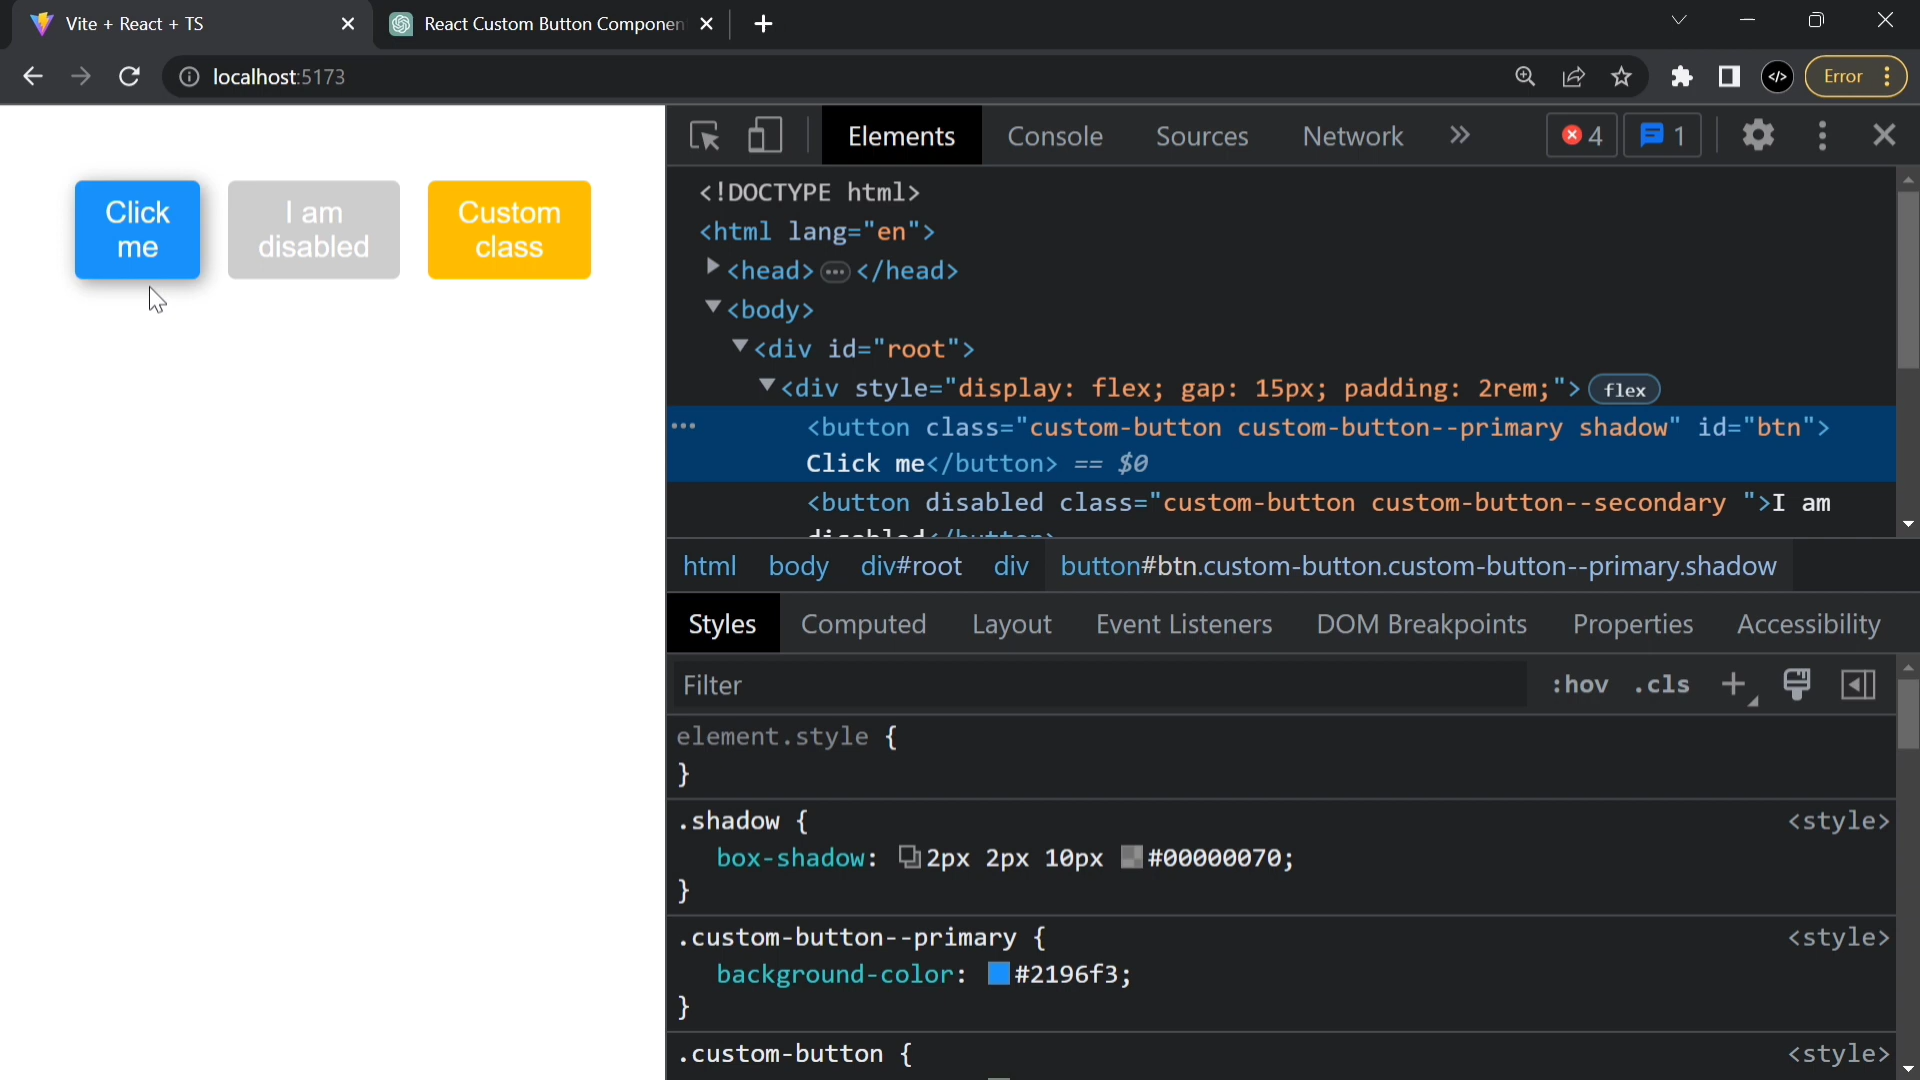 Vite + React + TS
React Custom Button Componen
localhost:5173
Error
Click
me
I am
disabled
Custom
class
Elements Console Sources Network 4 1
<!DOCTYPE html>
<html lang="en">
<head>…</head>
<body>
<div id="root">
<div style="display: flex; gap: 15px; padding: 2rem;"> flex
<button class="custom-button custom-button--primary shadow" id="btn">
Click me</button> == $0
<button disabled class="custom-button custom-button--secondary ">I am
disabled</button>
html body div#root div button#btn.custom-button.custom-button--primary.shadow
Styles Computed Layout Event Listeners DOM Breakpoints Properties Accessibility
Filter :hov .cls
element.style {
}
.shadow { <style>
box-shadow: 2px 2px 10px #00000070;
}
.custom-button--primary { <style>
background-color: #2196f3;
}
.custom-button { <style>